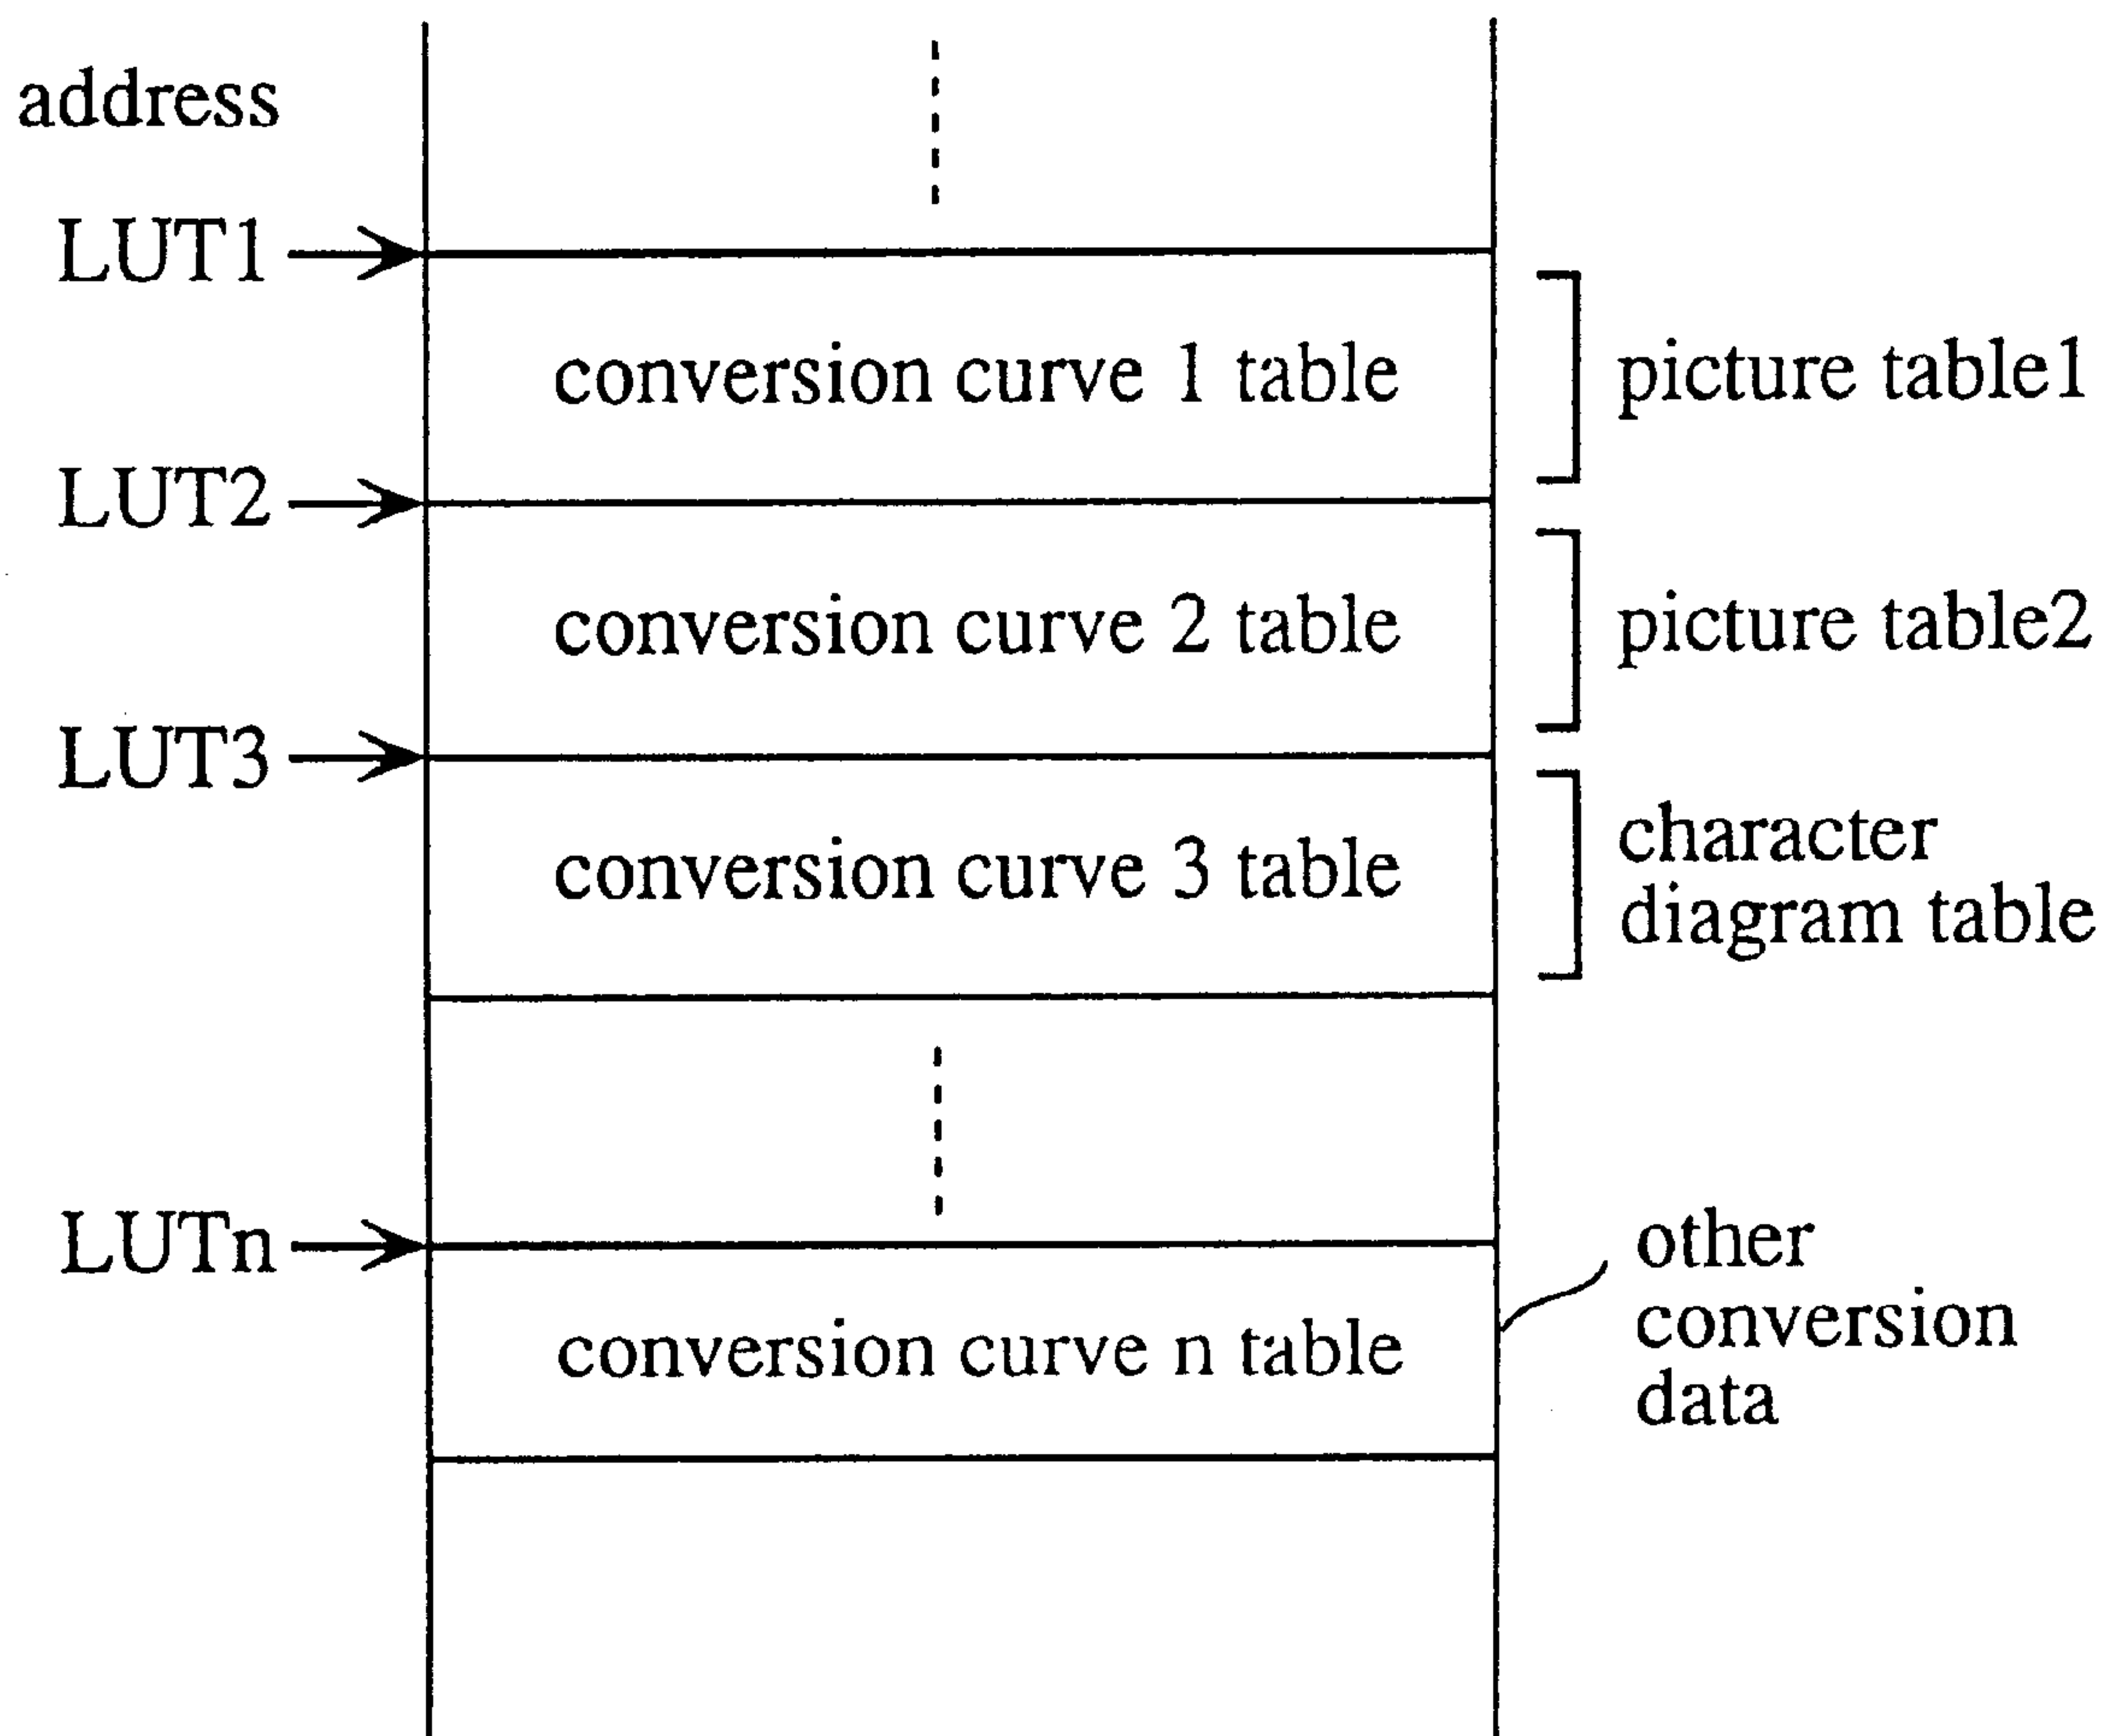 address
LUT1
conversion curve 1 table
picture table1
LUT2
conversion curve 2 table
picture table2
LUT3
conversion curve 3 table
character
diagram table
LUTn
conversion curve n table
other
conversion
data